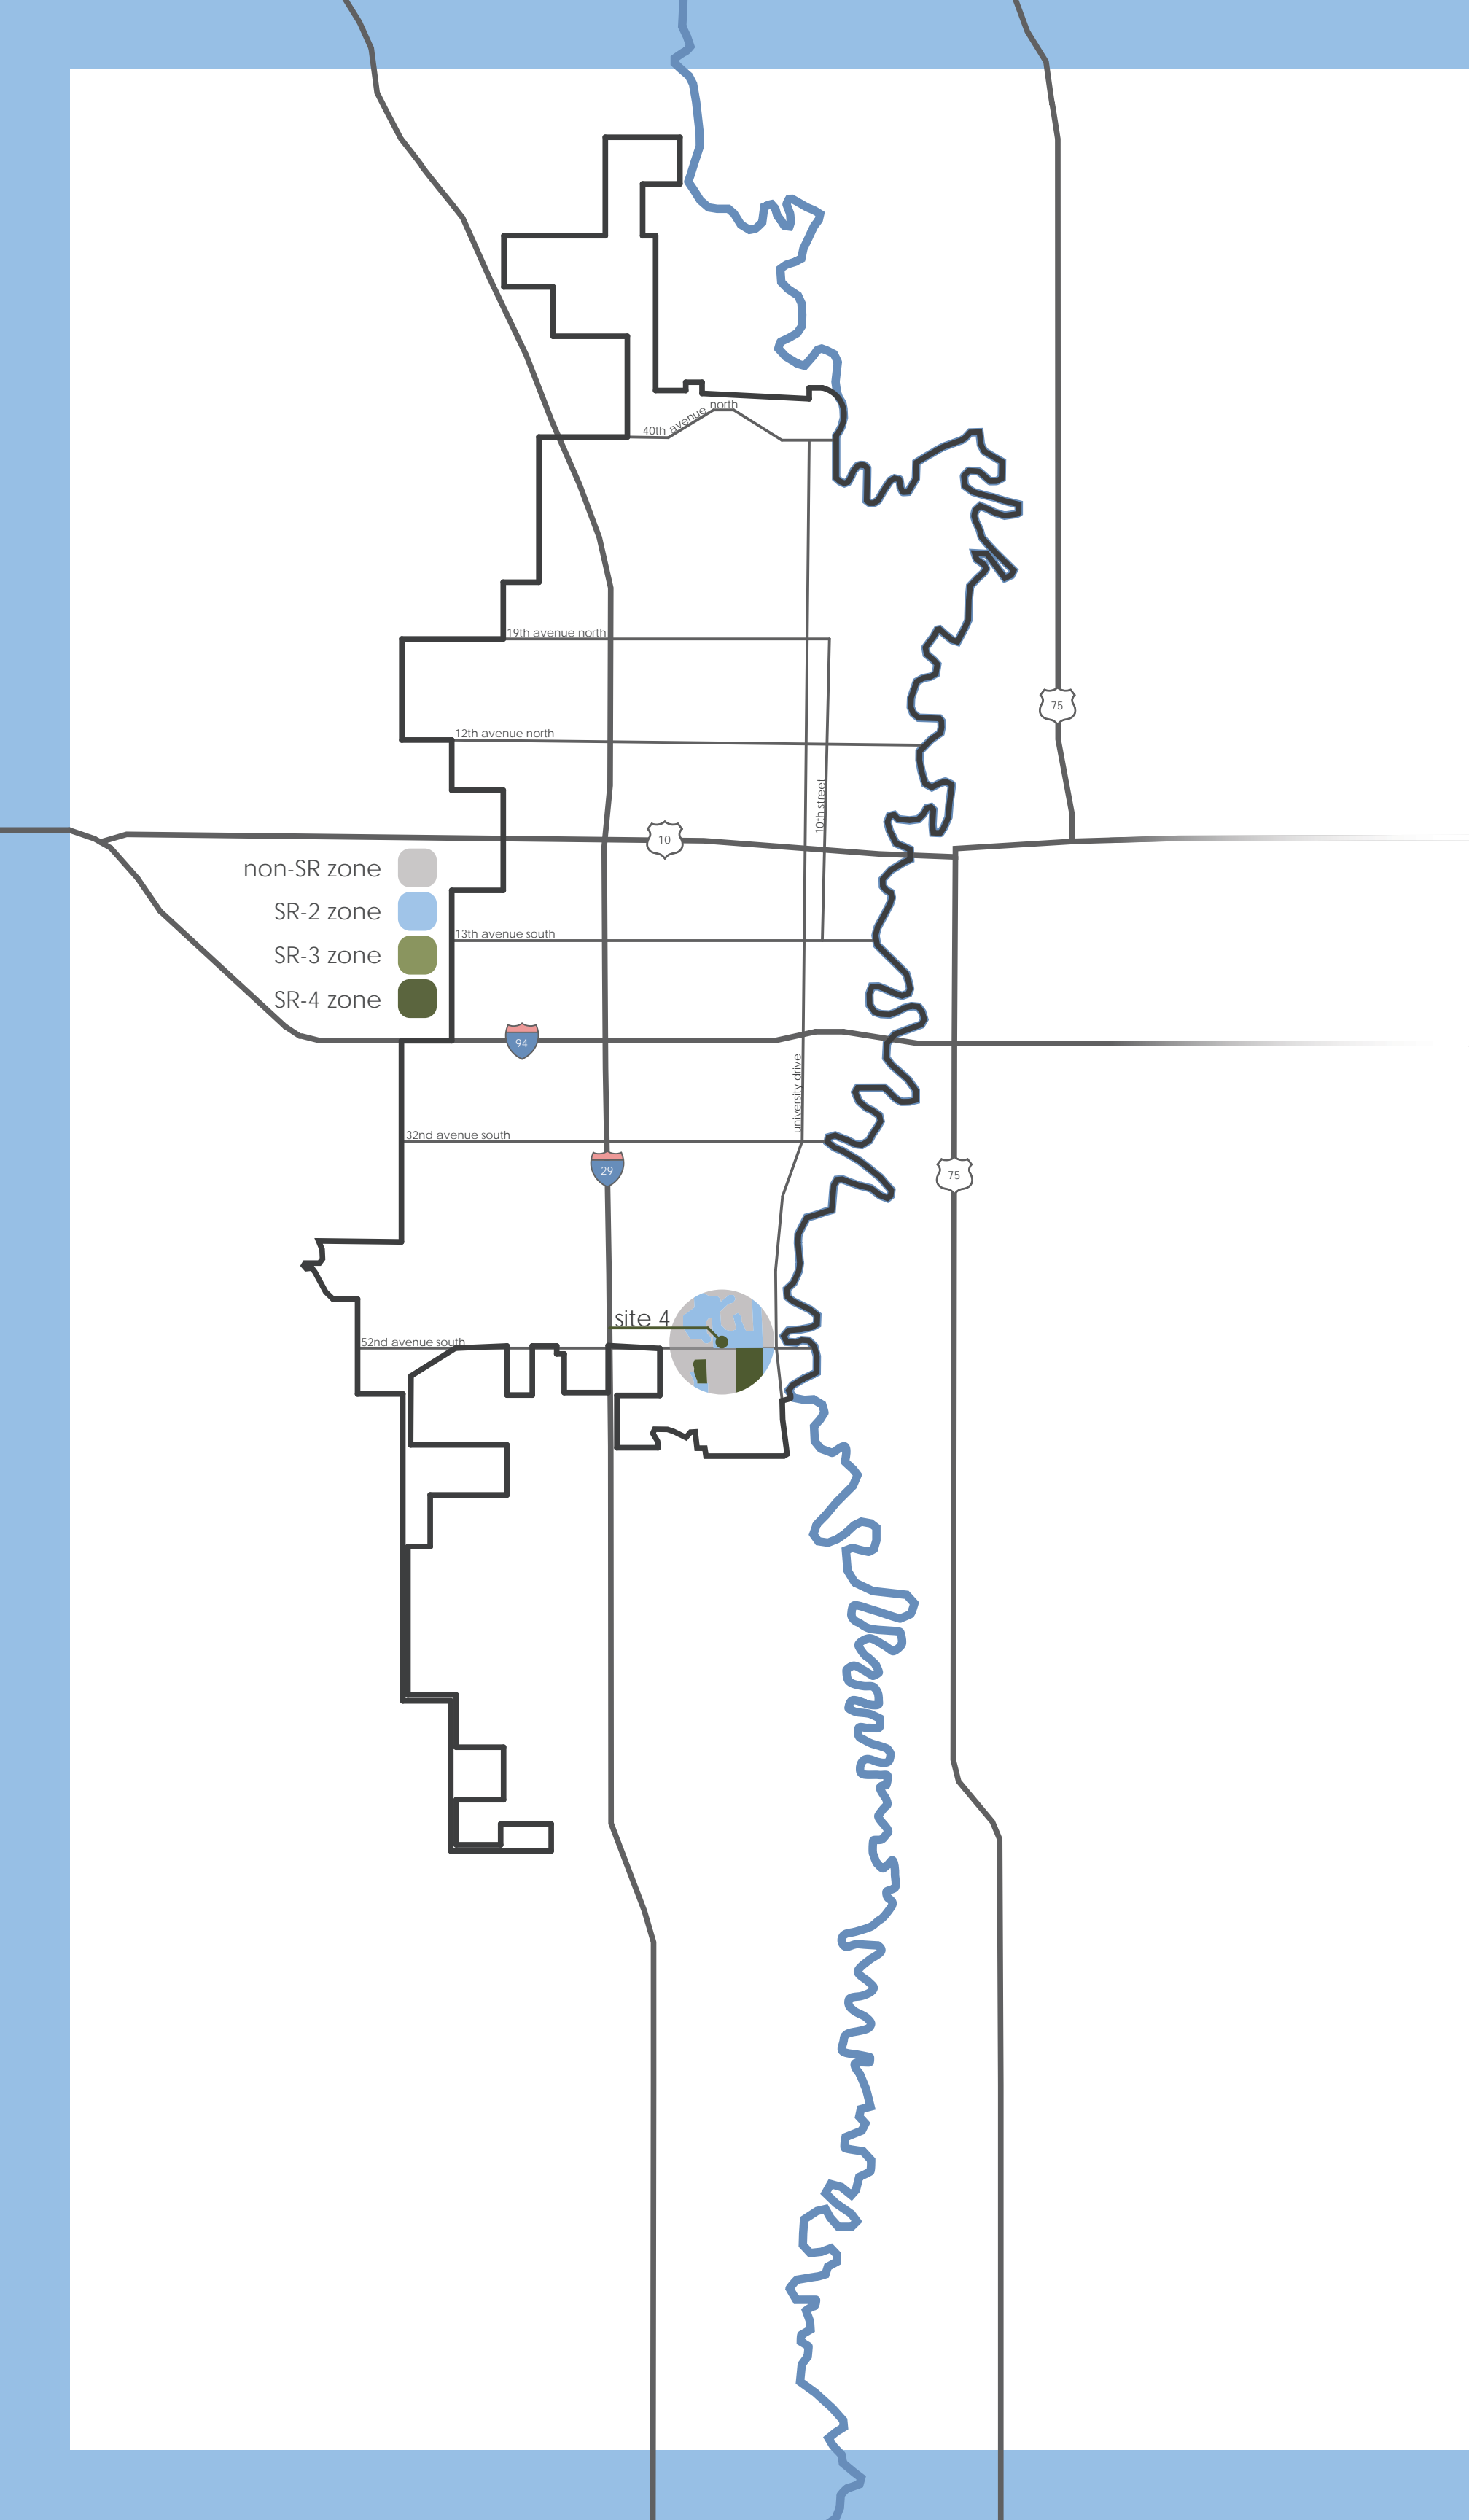 40th avenue north
19th avenue north
75
12th avenue north
10th street
10
non-SR zone
SR-2 zone
13th avenue south
SR-3 zone
SR-4 zone
94
university drive
32nd avenue south
29
75
site 4
52nd avenue south